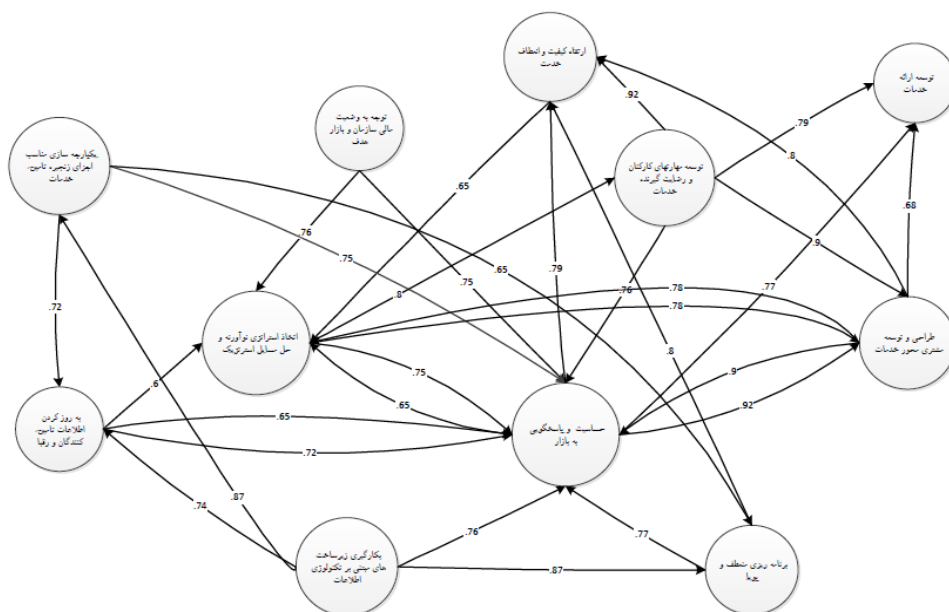 ارتقاء کیفیت و انعطاف
خدمت
توسعه ارائه
خدمات
توجه به وضعیت
مالی سازمان و بازار
هدف
یکپارچه سازی مناسب
اجزای زنجیره تامین
خدمات
توسعه مهارتهای کارکنان
و رضایت گیرنده
خدمات
.92
.79
.8
.65
.68
.76
.75
.65
.9
.75
.79
.77
.8
.76
.78
.78
.72
.8
اتخاذ استراتژی نوآورانه و
حل مسایل استراتژیک
طراحی و توسعه
مشتری محور خدمات
.6
.75
.65
.9
.92
به روز کردن
اطلاعات تامین
کنندگان و رقبا
.65
.72
حساسیت و پاسخگویی
به بازار
.87
.74
.76
.77
.87
بکارگیری زیرساخت
های مبتنی بر تکنولوژی
اطلاعات
برنامه ریزی منعطف و
پویا